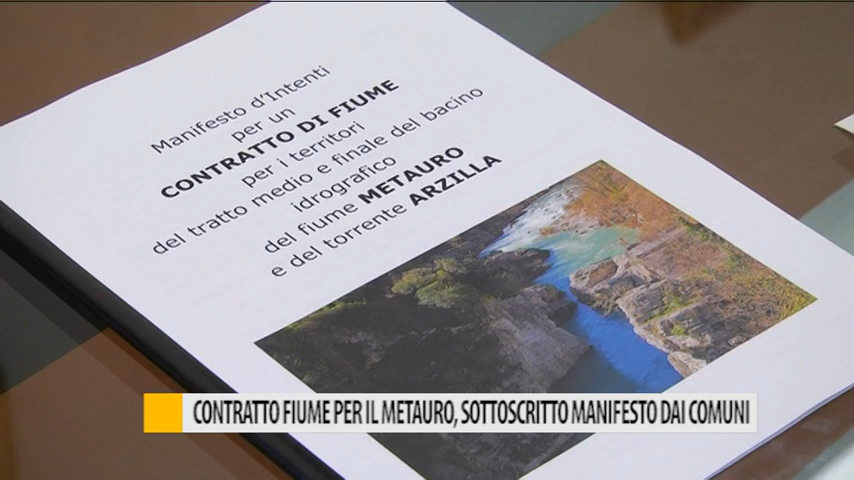 Manifesto d'Intenti
per un
CONTRATTO DI FIUME
per i territori
del tratto medio e finale del bacino
idrografico
del fiume METAURO
e del torrente ARZILLA
CONTRATTO FIUME PER IL METAURO, SOTTOSCRITTO MANIFESTO DAI COMUNI